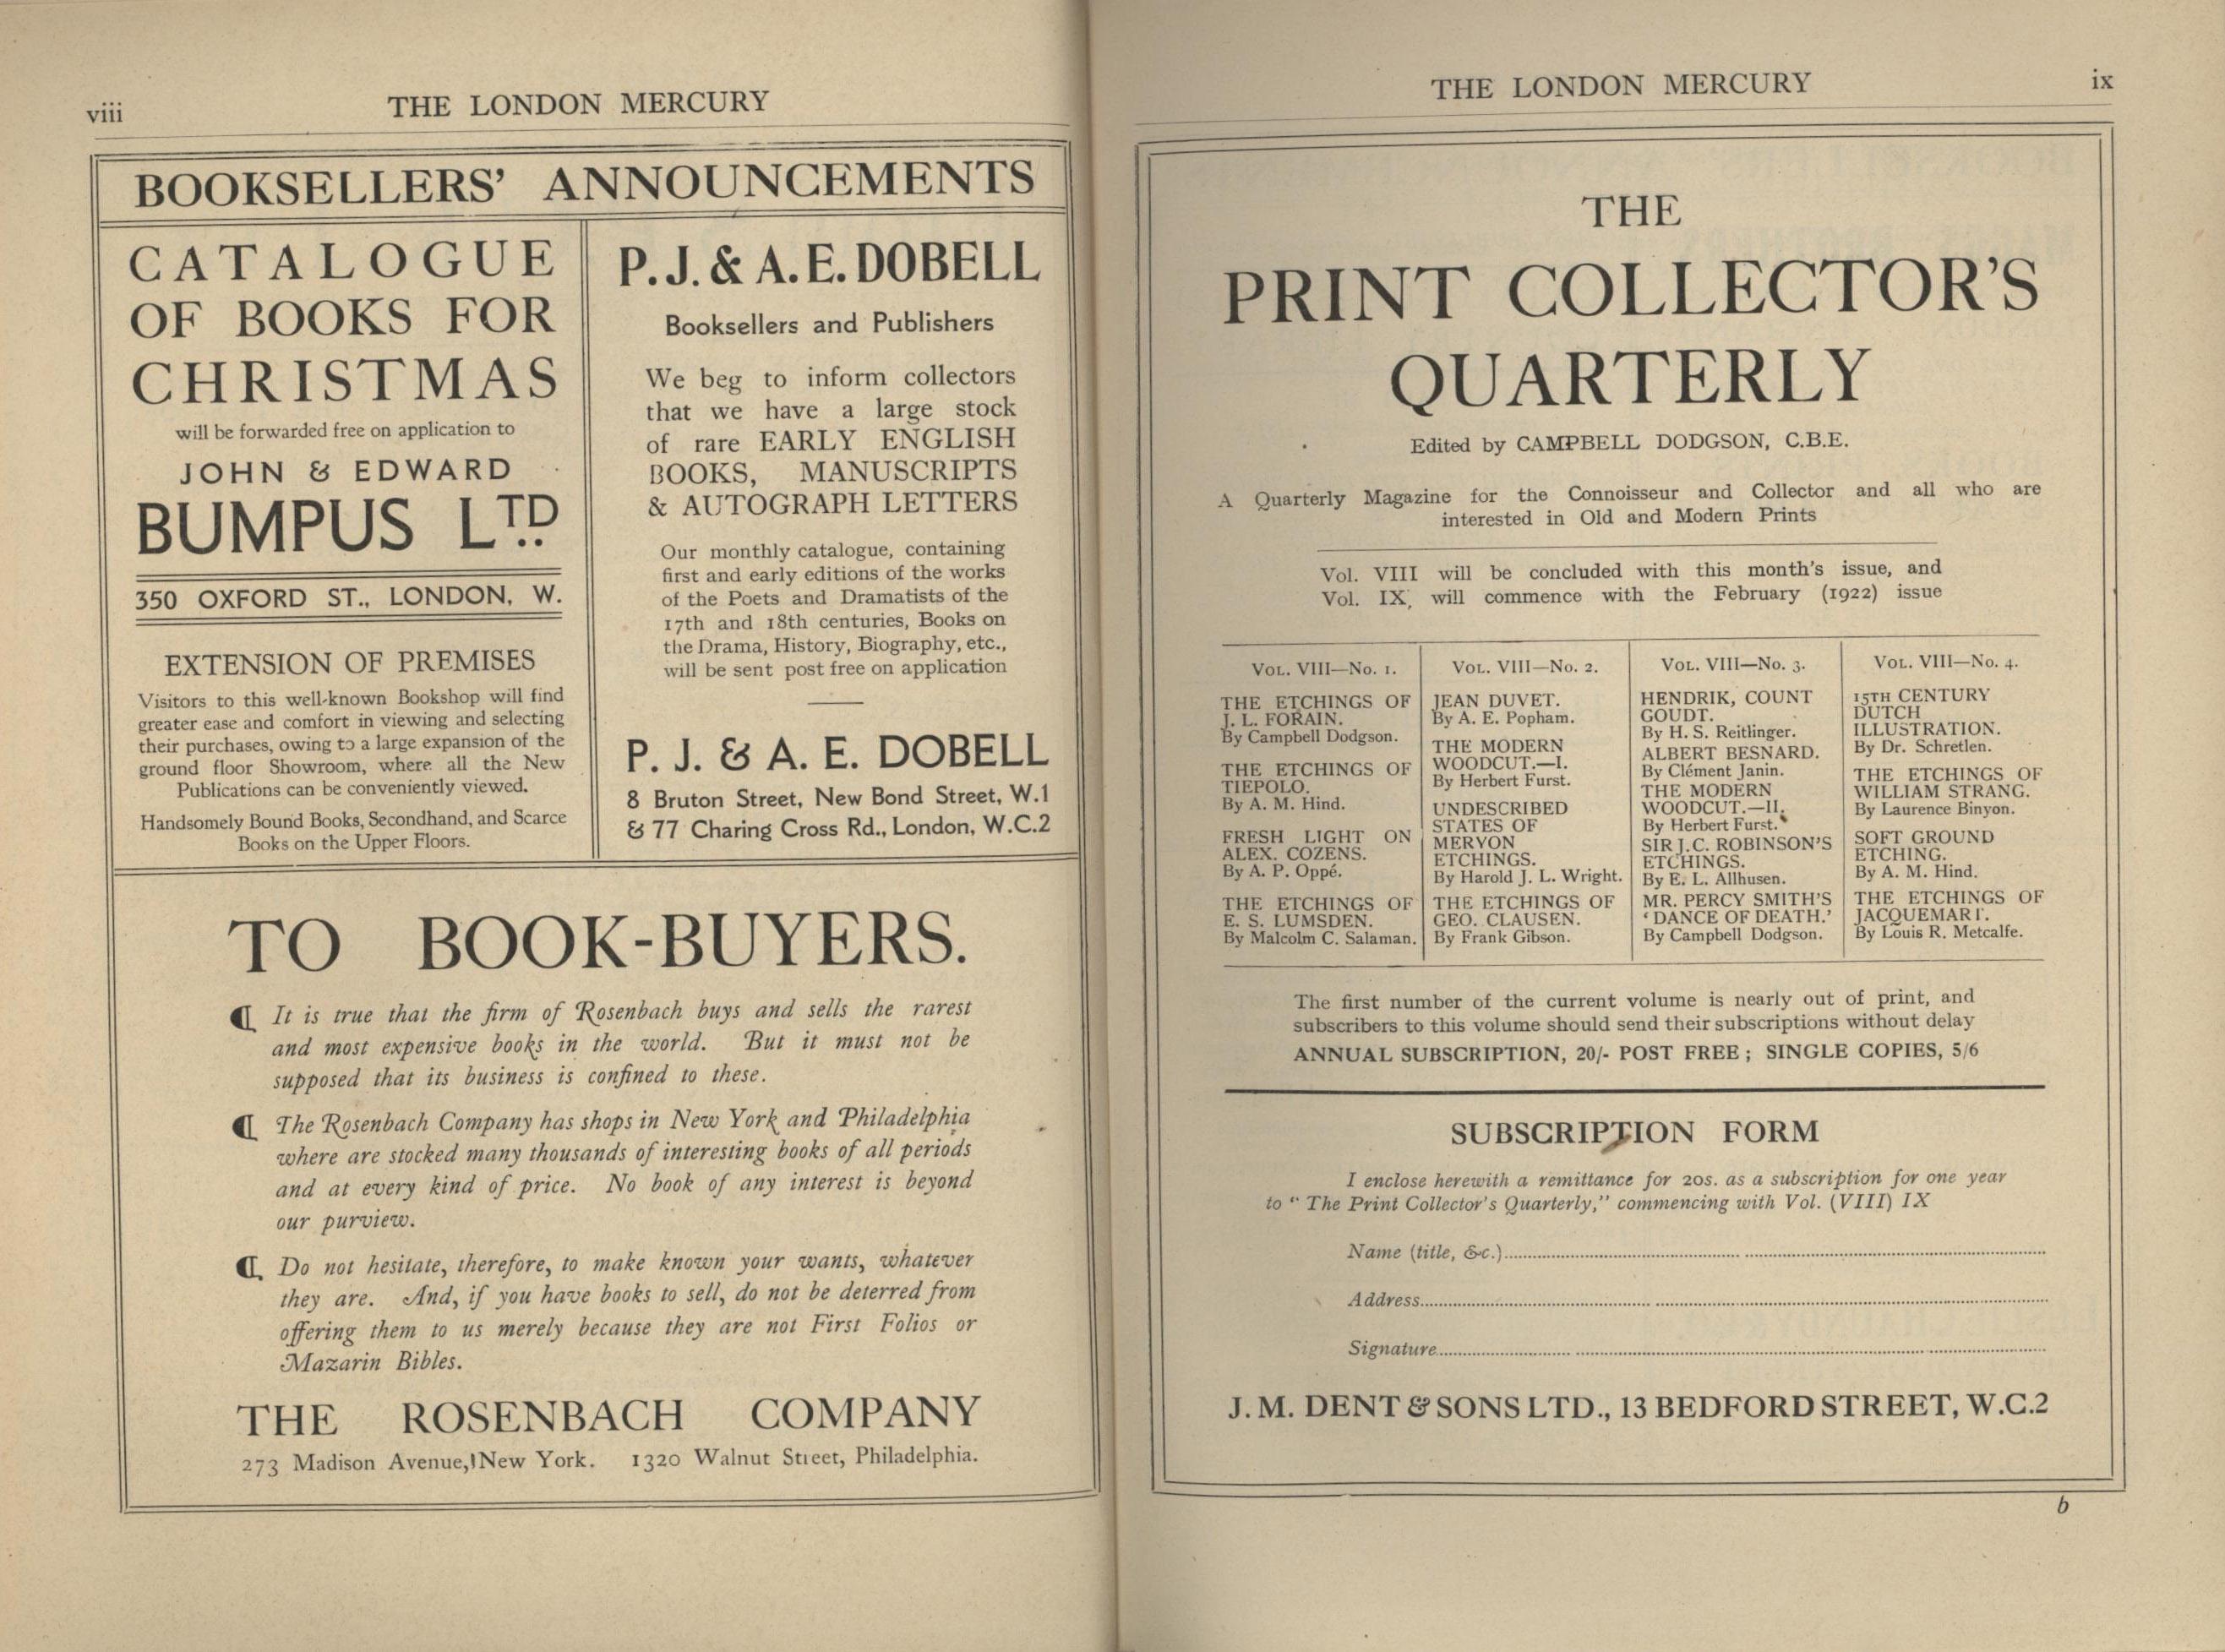 viii
THE LONDON MERCURY
BOOKSELLERS' ANNOUNCEMENTS
CATALOGUE
OF BOOKS FOR
CHRISTMAS
will be forwarded free on application to
JOHN & EDWARD
BUMPUS LTD.
350 OXFORD ST., LONDON, W.
EXTENSION OF PREMISES
Visitors to this well-known Bookshop will find
greater ease and comfort in viewing and selecting
their purchases, owing to a large expansion of the
ground floor Showroom, where all the New
Publications can be conveniently viewed.
Handsomely Bound Books, Secondhand, and Scarce
Books on the Upper Floors.
P. J. & A. E. DOBELL
Booksellers and Publishers
We beg to inform collectors
that we have a large stock
of rare EARLY ENGLISH
BOOKS, MANUSCRIPTS
& AUTOGRAPH LETTERS
Our monthly catalogue, containing
first and early editions of the works
of the Poets and Dramatists of the
17th and 18th centuries, Books on
the Drama, History, Biography, etc.,
will be sent post free on application
P. J. & A. E. DOBELL
8 Bruton Street, New Bond Street, W.1
& 77 Charing Cross Rd., London, W.C.2
TO BOOK-BUYERS.
¶ It is true that the firm of Rosenbach buys and sells the rarest
and most expensive books in the world. But it must not be
supposed that its business is confined to these.
¶ The Rosenbach Company has shops in New York and Philadelphia
where are stocked many thousands of interesting books of all periods
and at every kind of price. No book of any interest is beyond
our purview.
¶ Do not hesitate, therefore, to make known your wants, whatever
they are. And, if you have books to sell, do not be deterred from
offering them to us merely because they are not First Folios or
Mazarin Bibles.
THE ROSENBACH COMPANY
273 Madison Avenue, New York. 1320 Walnut Street, Philadelphia.
THE LONDON MERCURY
ix
THE
PRINT COLLECTOR'S
QUARTERLY
Edited by CAMPBELL DODGSON, C.B.E.
A Quarterly Magazine for the Connoisseur and Collector and all who are
interested in Old and Modern Prints
Vol. VIII will be concluded with this month's issue, and
Vol. IX, will commence with the February (1922) issue
VOL. VIII—No. 1.
THE ETCHINGS OF
J. L. FORAIN.
By Campbell Dodgson.
THE ETCHINGS OF
TIEPOLO.
By A. M. Hind.
FRESH LIGHT ON
ALEX. COZENS.
By A. P. Oppé.
THE ETCHINGS OF
E. S. LUMSDEN.
By Malcolm C. Salaman.
VOL. VIII—No. 2.
JEAN DUVET.
By A. E. Popham.
THE MODERN
WOODCUT.—I.
By Herbert Furst.
UNDESCRIBED
STATES OF
MERYON
ETCHINGS.
By Harold J. L. Wright.
THE ETCHINGS OF
GEO. CLAUSEN.
By Frank Gibson.
VOL. VIII—No. 3.
HENDRIK, COUNT
GOUDT.
By H. S. Reitlinger.
ALBERT BESNARD.
By Clément Janin.
THE MODERN
WOODCUT.—II.
By Herbert Furst.
SIR J. C. ROBINSON'S
ETCHINGS.
By E. L. Allhusen.
MR. PERCY SMITH'S
'DANCE OF DEATH.'
By Campbell Dodgson.
VOL. VIII—No. 4.
15TH CENTURY
DUTCH
ILLUSTRATION.
By Dr. Schretlen.
THE ETCHINGS OF
WILLIAM STRANG.
By Laurence Binyon.
SOFT GROUND
ETCHING.
By A. M. Hind.
THE ETCHINGS OF
JACQUEMART.
By Louis R. Metcalfe.
The first number of the current volume is nearly out of print, and
subscribers to this volume should send their subscriptions without delay
ANNUAL SUBSCRIPTION, 20/- POST FREE; SINGLE COPIES, 5/6
SUBSCRIPTION FORM
I enclose herewith a remittance for 20s. as a subscription for one year
to "The Print Collector's Quarterly," commencing with Vol. (VIII) IX
Name (title, &c.)
Address
Signature
J. M. DENT & SONS LTD., 13 BEDFORD STREET, W.C.2
b